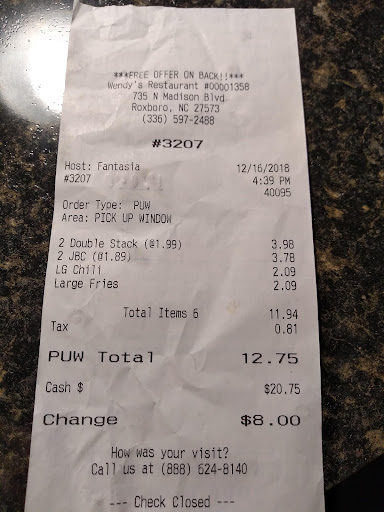 ***FREE OFFER ON BACK!!***
Wendy's Restaurant #00001358
735 N Madison Blvd
Roxboro, NC 27573
(336) 597-2488
#3207
Host: Fantasia 12/16/2018
#3207 4:39 PM
40095
Order Type: PUW
Area: PICK UP WINDOW
2 Double Stack (@1.99) 3.98
2 JBC (@1.89) 3.78
LG Chili 2.09
Large Fries 2.09
Total Items 6 11.94
Tax 0.81
PUW Total 12.75
Cash $ $20.75
Change $8.00
How was your visit?
Call us at (888) 624-8140
--- Check Closed ---